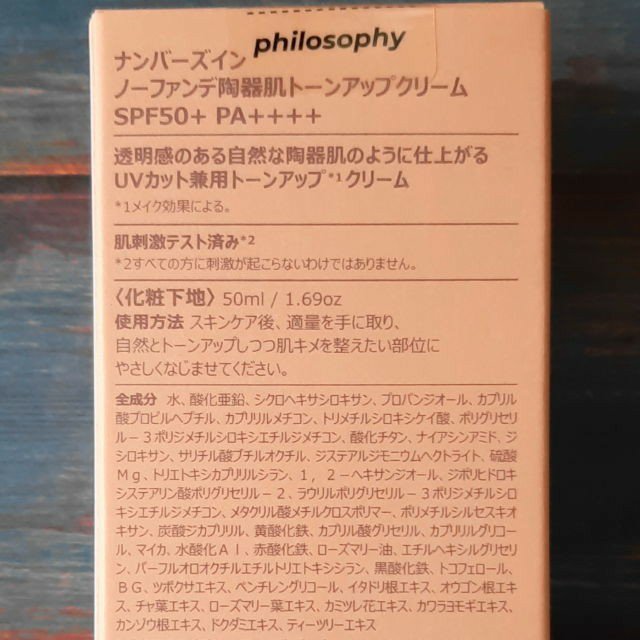 philosophy
ナンバーズイン
ノーファンデ陶器肌トーンアップクリーム
SPF50+ PA++++
透明感のある自然な陶器肌のように仕上がる
UVカット兼用トーンアップ*1クリーム
*1メイク効果による。
肌刺激テスト済み*2
*2すべての方に刺激が起こらないわけではありません。
〈化粧下地〉 50ml / 1.69oz
使用方法 スキンケア後、適量を手に取り、
自然とトーンアップしつつ肌キメを整えたい部位に
やさしくなじませてください。
全成分 水、酸化亜鉛、シクロヘキサシロキサン、プロパンジオール、カプリル
酸プロピルヘプチル、カプリリルメチコン、トリメチルシロキシケイ酸、ポリグリセリ
ル－３ポリジメチルシロキシエチルジメチコン、酸化チタン、ナイアシンアミド、ジ
シロキサン、サリチル酸ブチルオクチル、ジステアルジモニウムヘクトライト、硫酸
Ｍｇ、トリエトキシカプリリルシラン、１，２－ヘキサンジオール、ジポリヒドロキ
システアリン酸ポリグリセリル－２、ラウリルポリグリセリル－３ポリジメチルシロ
キシエチルジメチコン、メタクリル酸メチルクロスポリマー、ポリメチルシルセスキオ
キサン、炭酸ジカプリリル、黄酸化鉄、カプリル酸グリセリル、カプリリルグリコー
ル、マイカ、水酸化Ａｌ、赤酸化鉄、ローズマリー油、エチルヘキシルグリセリ
ン、パーフルオロオクチルエチルトリエトキシシラン、黒酸化鉄、トコフェロール、
ＢＧ、ツボクサエキス、ペンチレングリコール、イタドリ根エキス、オウゴン根エキ
ス、チャ葉エキス、ローズマリー葉エキス、カミツレ花エキス、カワラヨモギエキス、
カンゾウ根エキス、ドクダミエキス、ティーツリーエキス